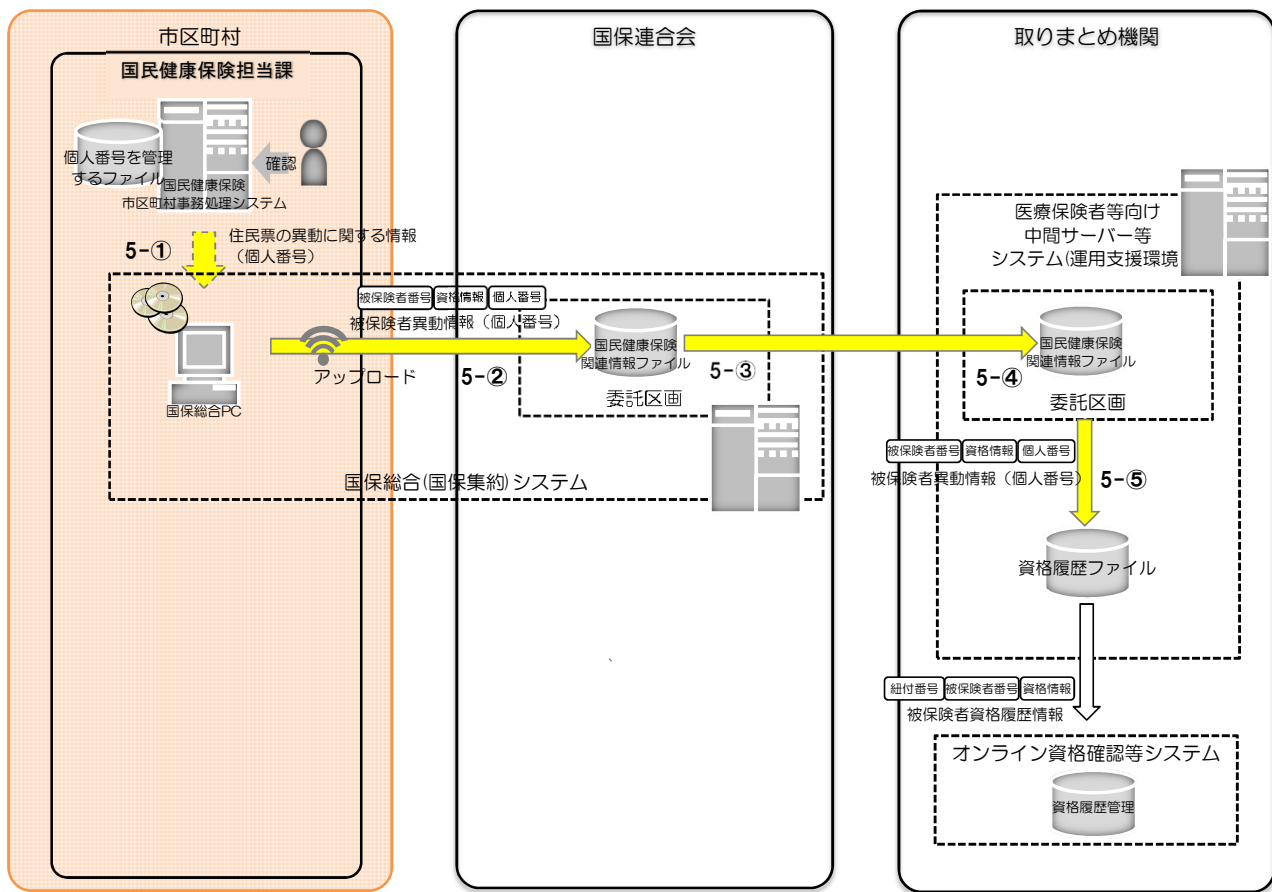 市区町村
国民健康保険担当課
個人番号を管理
するファイル
国民健康保険
市区町村事務処理システム
確認
5-①
住民票の異動に関する情報
（個人番号）
国保総合PC
被保険者番号 資格情報 個人番号
被保険者異動情報（個人番号）
アップロード
5-②
国保連合会
国民健康保険
関連情報ファイル
5-③
委託区画
国保総合(国保集約)システム
、
取りまとめ機関
医療保険者等向け
中間サーバー等
システム(運用支援環境
国民健康保険
関連情報ファイル
5-④
委託区画
被保険者番号 資格情報 個人番号
被保険者異動情報（個人番号）
5-⑤
資格履歴ファイル
紐付番号 被保険者番号 資格情報
被保険者資格履歴情報
オンライン資格確認等システム
資格履歴管理